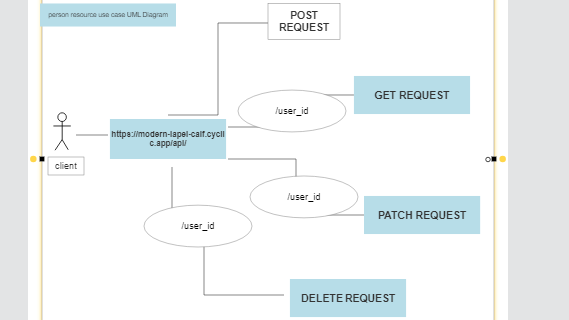 person resource use case UML Diagram
POST
REQUEST
GET REQUEST
/user_id
https://modern-lapel-calf.cycli
c.app/api/
client
/user_id
PATCH REQUEST
/user_id
DELETE REQUEST